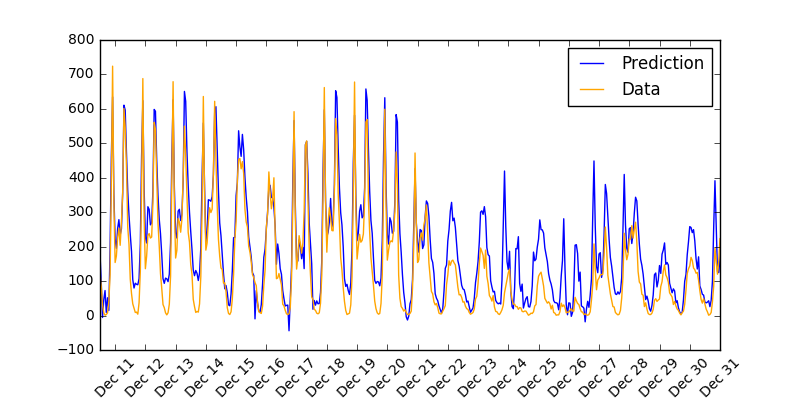 800
700
600
500
400
300
200
100
0
−100
Prediction
Data
Dec 11
Dec 12
Dec 13
Dec 14
Dec 15
Dec 16
Dec 17
Dec 18
Dec 19
Dec 20
Dec 21
Dec 22
Dec 23
Dec 24
Dec 25
Dec 26
Dec 27
Dec 28
Dec 29
Dec 30
Dec 31